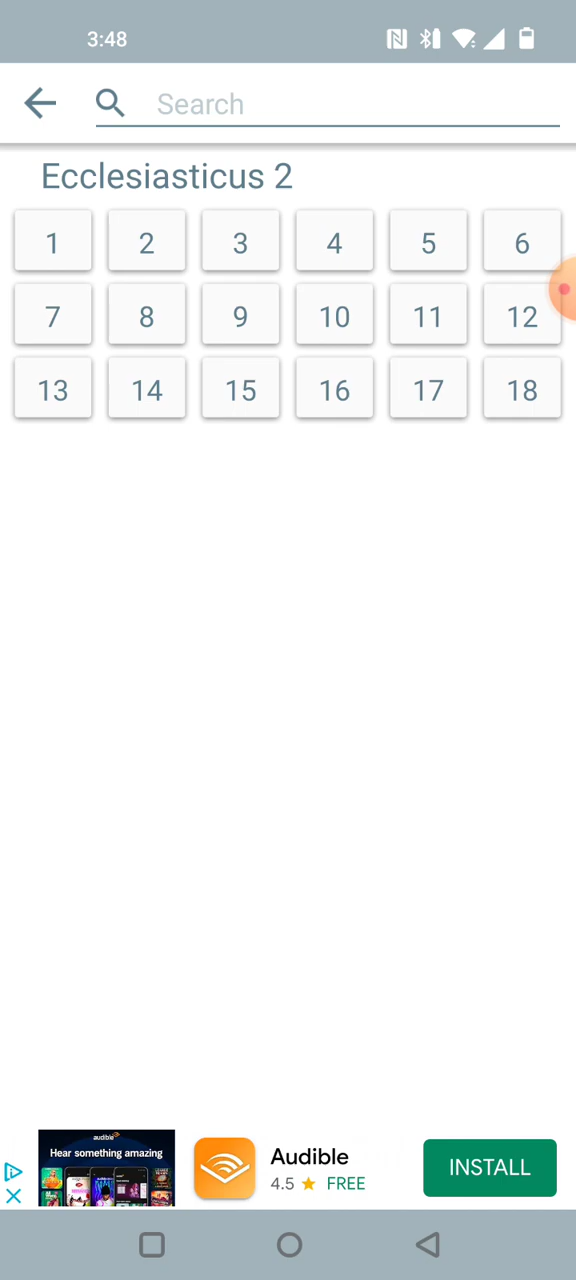 3:48
Search
Ecclesiasticus 2
1 2 3 4 5 6
7 8 9 10 11 12
13 14 15 16 17 18
audible
Hear something amazing
Audible
4.5 ★ FREE
INSTALL